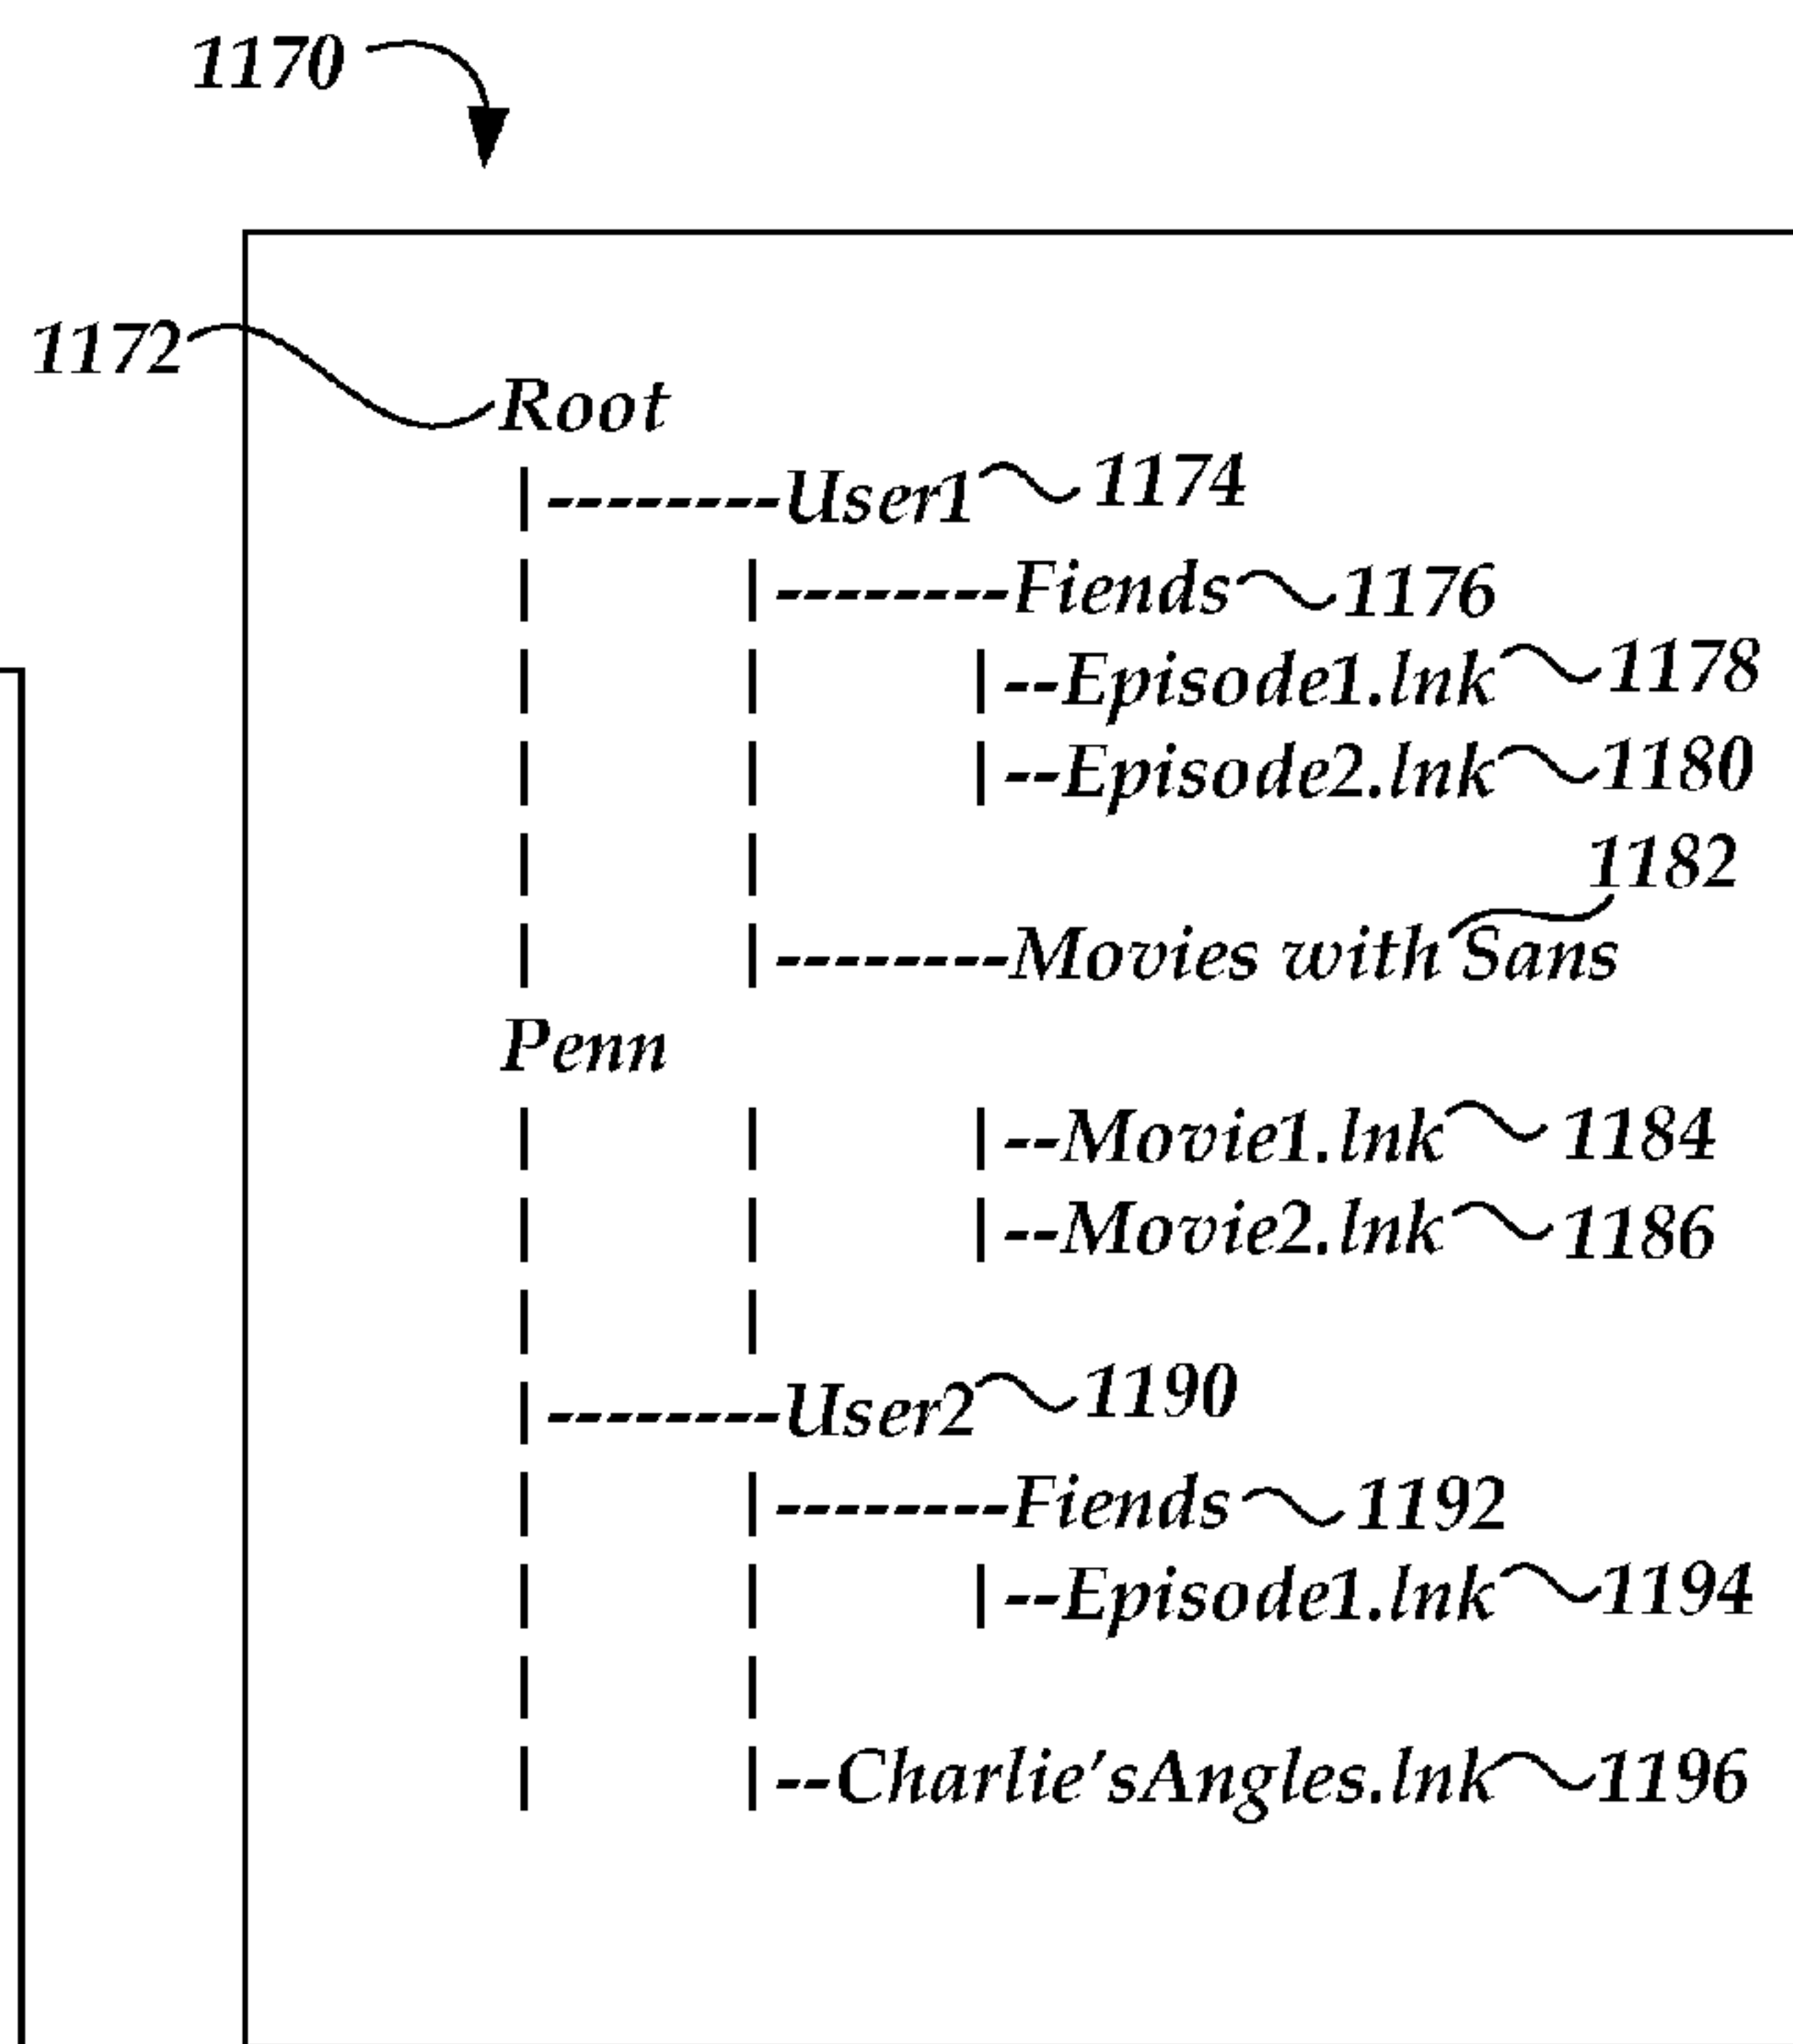 1170
1172
Root
|--------User1 1174
| |--------Fiends 1176
| | |--Episode1.lnk 1178
| | |--Episode2.lnk 1180
| | 1182
| |--------Movies with Sans
Penn
| | |--Movie1.lnk 1184
| | |--Movie2.lnk 1186
| |
|--------User2 1190
| |--------Fiends 1192
| | |--Episode1.lnk 1194
| |
| |--Charlie'sAngles.lnk 1196